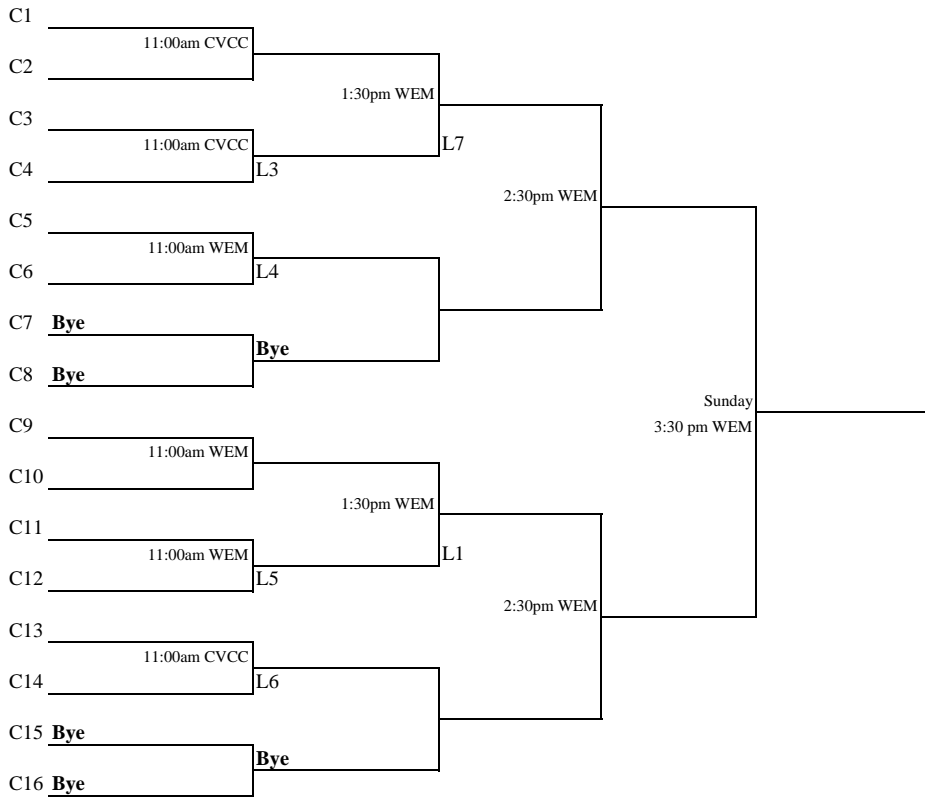 C1
11:00am CVCC
C2
1:30pm WEM
C3
11:00am CVCC
L7
C4
L3
2:30pm WEM
C5
11:00am WEM
C6
L4
C7 Bye
Bye
C8 Bye
Sunday
3:30 pm WEM
C9
11:00am WEM
C10
1:30pm WEM
C11
11:00am WEM
L1
C12
L5
2:30pm WEM
C13
11:00am CVCC
C14
L6
C15 Bye
Bye
C16 Bye